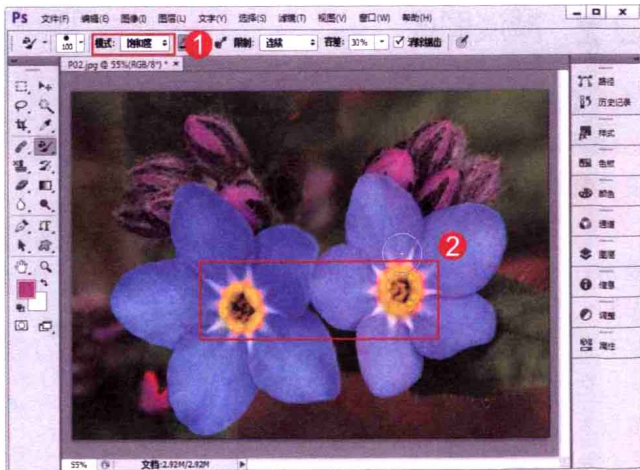 Ps 文件(F) 编辑(E) 图像(I) 图层(L) 文字(Y) 选择(S) 滤镜(T) 视图(V) 窗口(W) 帮助(H)
100 模式: 饱和度 1 限制: 连续 容差: 30% 消除锯齿
P02.jpg @ 55%(RGB/8*) * ×
路径
历史记录
样式
色板
颜色
通道
图层
信息
调整
属性
2
55% 文档:2.92M/2.92M